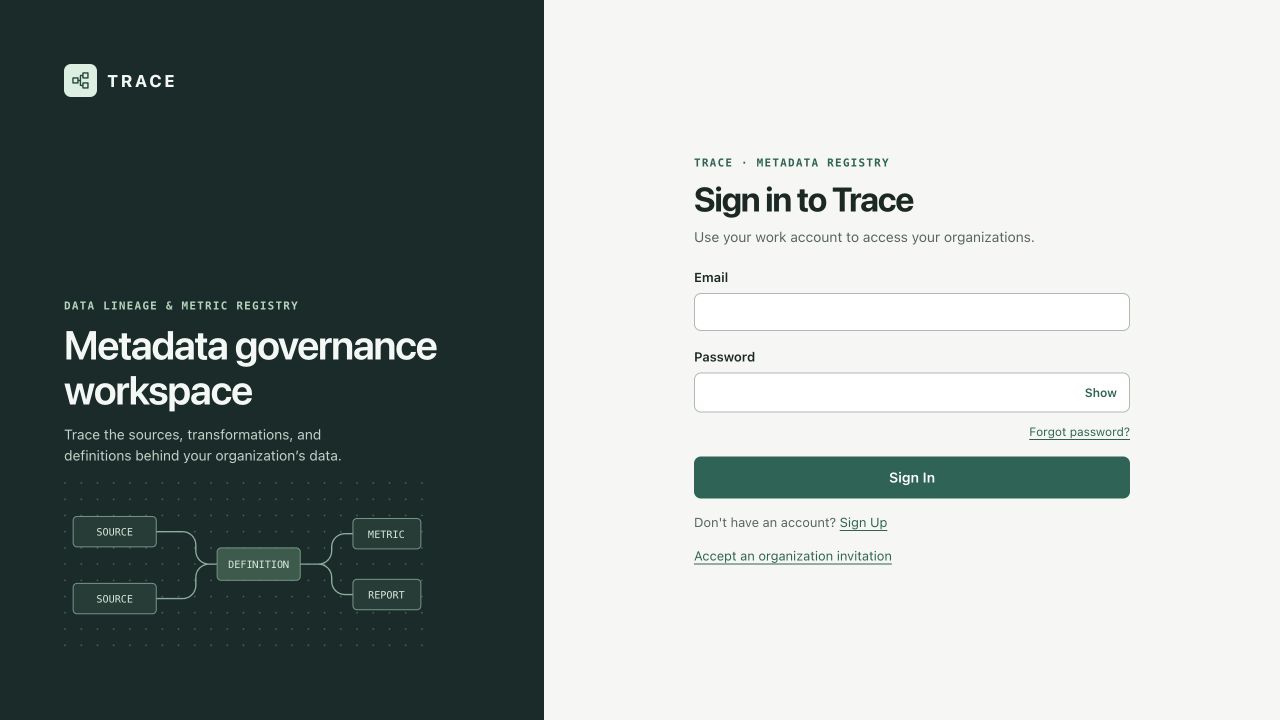 TRACE
DATA LINEAGE & METRIC REGISTRY
Metadata governance
workspace
Trace the sources, transformations, and
definitions behind your organization’s data.
SOURCE
SOURCE
DEFINITION
METRIC
REPORT
TRACE · METADATA REGISTRY
Sign in to Trace
Use your work account to access your organizations.
Email
Password
Show
Forgot password?
Sign In
Don't have an account? Sign Up
Accept an organization invitation